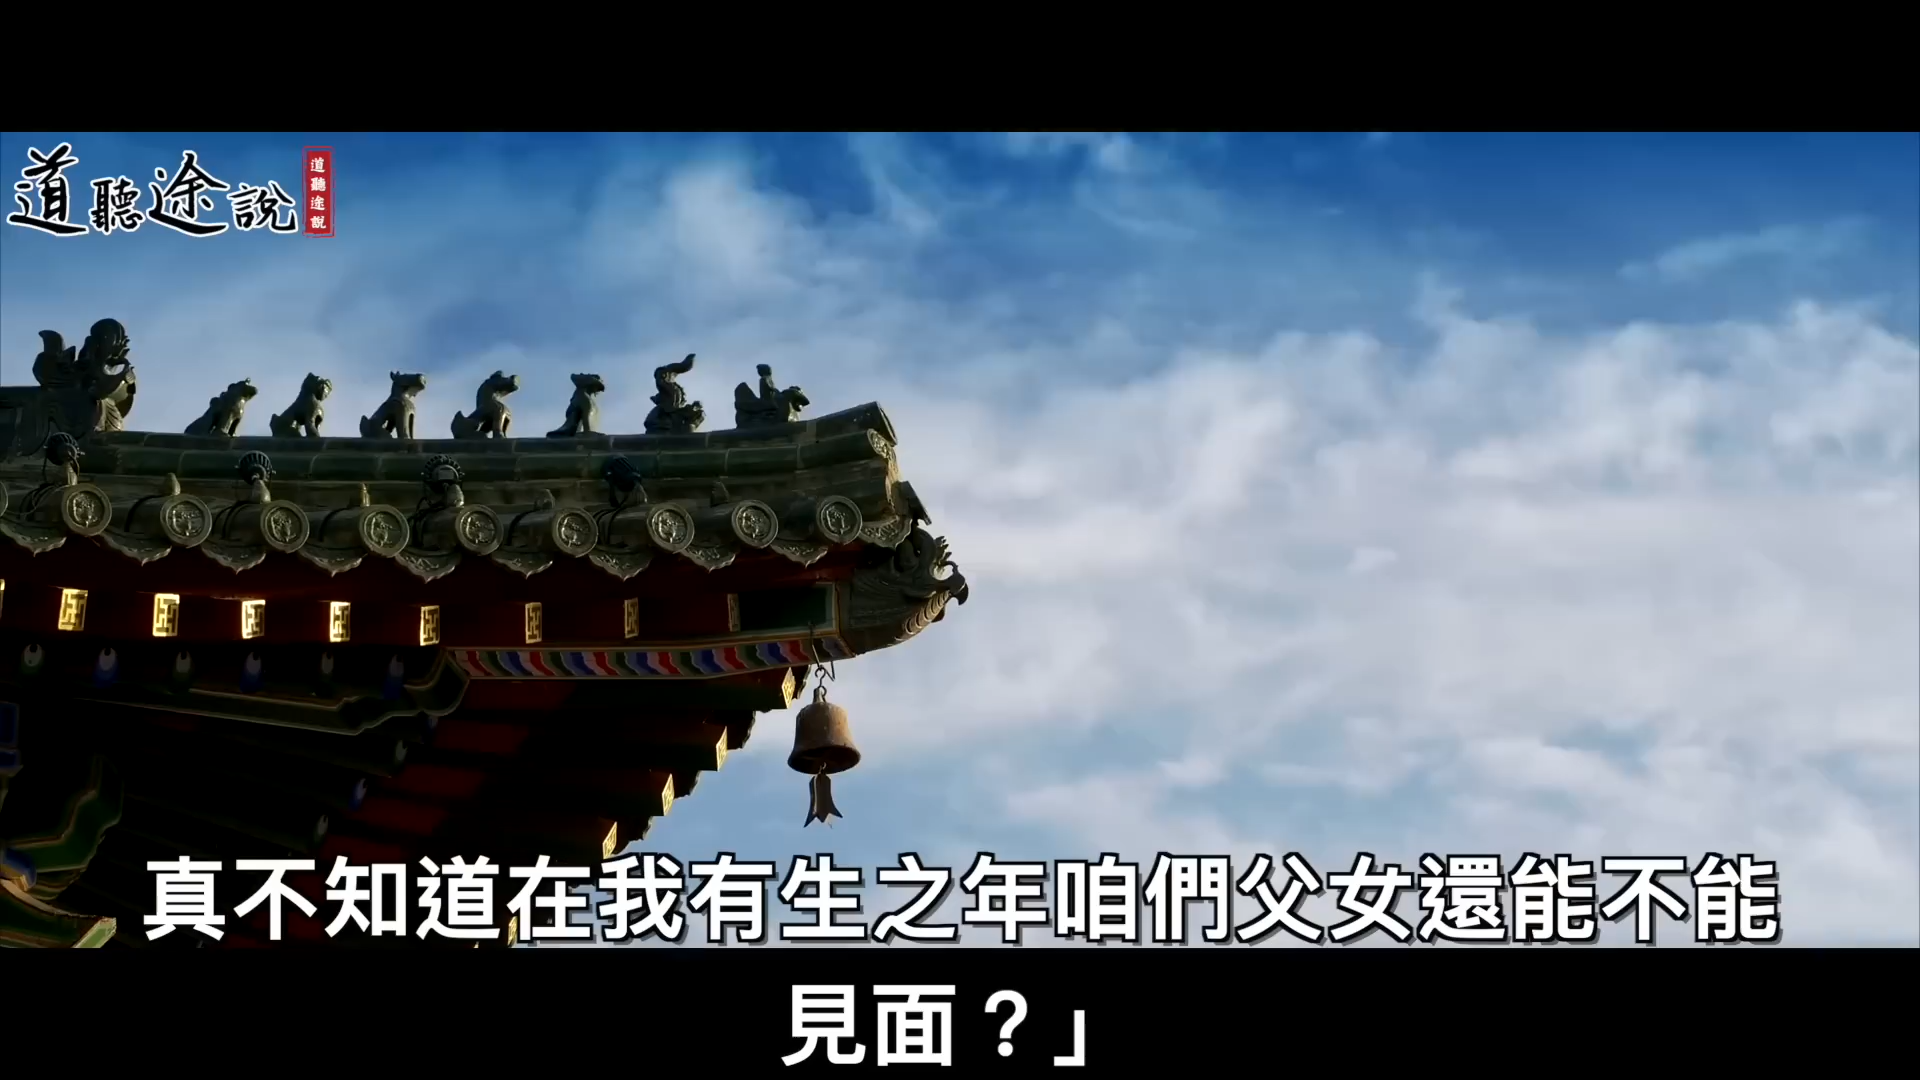 道聽途說
道聽途說
真不知道在我有生之年咱們父女還能不能
見面？」